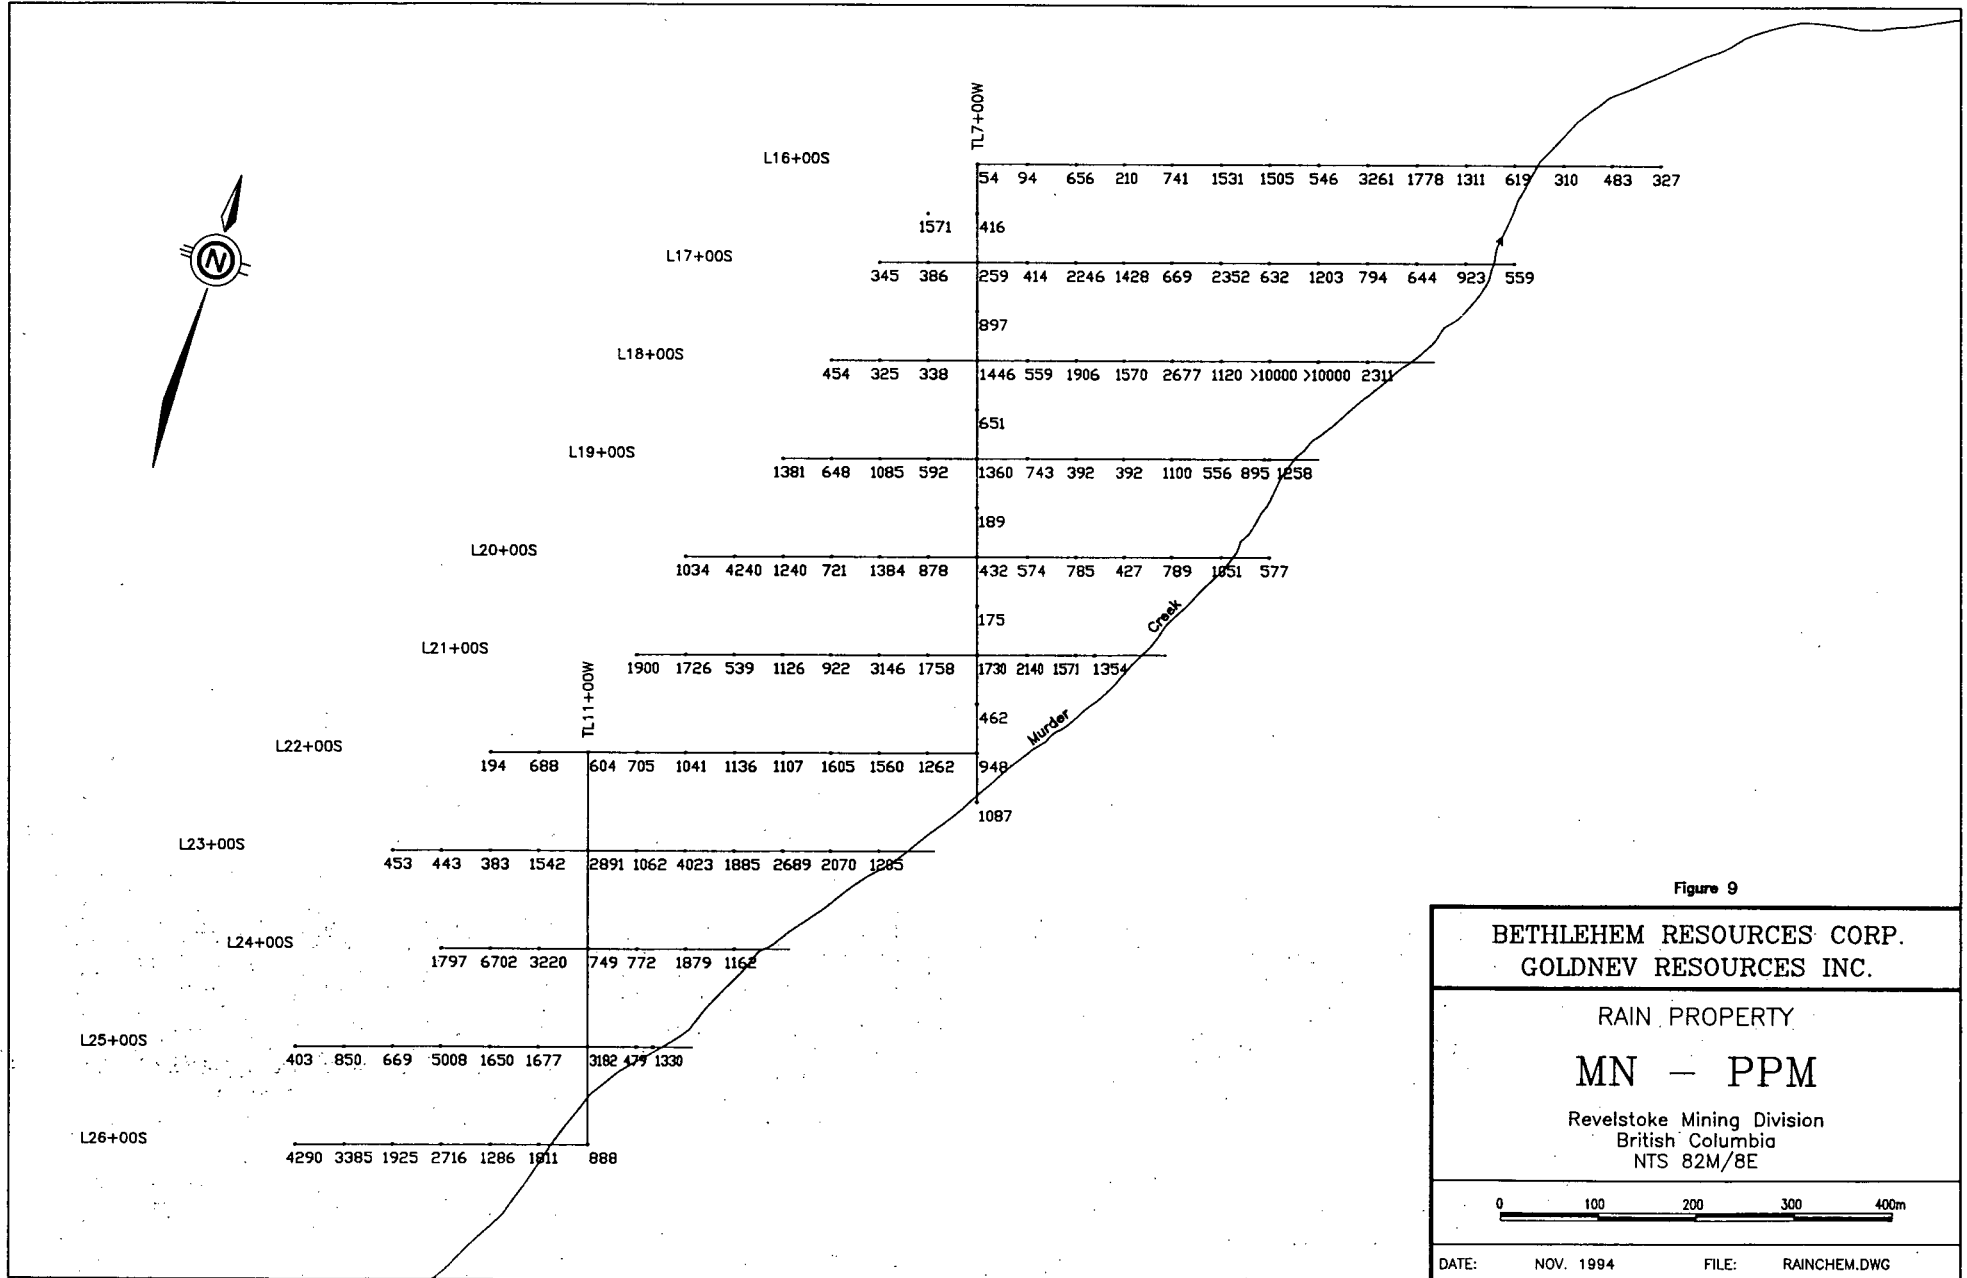 TL7+00W
L16+00S
54 94 656 210 741 1531 1505 546 3261 1778 1311 619 310 483 327
1571 416
L17+00S
345 386 259 414 2246 1428 669 2352 632 1203 794 644 923 559
897
L18+00S
454 325 338 1446 559 1906 1570 2677 1120 >10000 >10000 2311
651
L19+00S
1381 648 1085 592 1360 743 392 392 1100 556 895 1258
189
L20+00S
1034 4240 1240 721 1384 878 432 574 785 427 789 1051 577
175
Creek
L21+00S
1900 1726 539 1126 922 3146 1758 1730 2140 1571 1354
TL11+00W
462
Murder
L22+00S
194 688 604 705 1041 1136 1107 1605 1560 1262 948
1087
L23+00S
453 443 383 1542 2891 1062 4023 1885 2689 2070 1285
L24+00S
1797 6702 3220 749 772 1879 1162
L25+00S
403 850 669 5008 1650 1677 3182 479 1330
L26+00S
4290 3385 1925 2716 1286 1811 888
N
Figure 9
BETHLEHEM RESOURCES CORP.
GOLDNEV RESOURCES INC.
RAIN PROPERTY
MN – PPM
Revelstoke Mining Division
British Columbia
NTS 82M/8E
0 100 200 300 400m
DATE: NOV. 1994 FILE: RAINCHEM.DWG